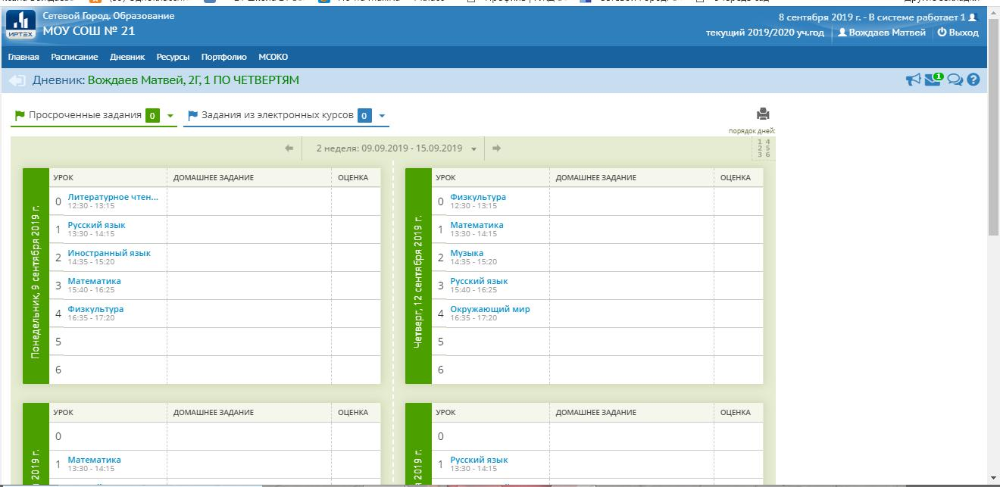 Сетевой Город. Образование
8 сентября 2019 г. - В системе работает 1
ИРТЕХ
МОУ СОШ № 21
текущий 2019/2020 уч.год
Вождаев Матвей
Выход
Главная Расписание Дневник Ресурсы Портфолио МСОКО
Дневник: Вождаев Матвей, 2Г, 1 ПО ЧЕТВЕРТЯМ
1
?
Просроченные задания 0
Задания из электронных курсов 0
порядок дней:
1 4
2 5
3 6
2 неделя: 09.09.2019 - 15.09.2019
Понедельник, 9 сентября 2019 г.
УРОК ДОМАШНЕЕ ЗАДАНИЕ ОЦЕНКА
0 Литературное чтен...
12:30 - 13:15
1 Русский язык
13:30 - 14:15
2 Иностранный язык
14:35 - 15:20
3 Математика
15:40 - 16:25
4 Физкультура
16:35 - 17:20
5
6
Четверг, 12 сентября 2019 г.
УРОК ДОМАШНЕЕ ЗАДАНИЕ ОЦЕНКА
0 Физкультура
12:30 - 13:15
1 Математика
13:30 - 14:15
2 Музыка
14:35 - 15:20
3 Русский язык
15:40 - 16:25
4 Окружающий мир
16:35 - 17:20
5
6
2019 г.
УРОК ДОМАШНЕЕ ЗАДАНИЕ ОЦЕНКА
0
1 Математика
13:30 - 14:15
2019 г.
УРОК ДОМАШНЕЕ ЗАДАНИЕ ОЦЕНКА
0
1 Русский язык
13:30 - 14:15